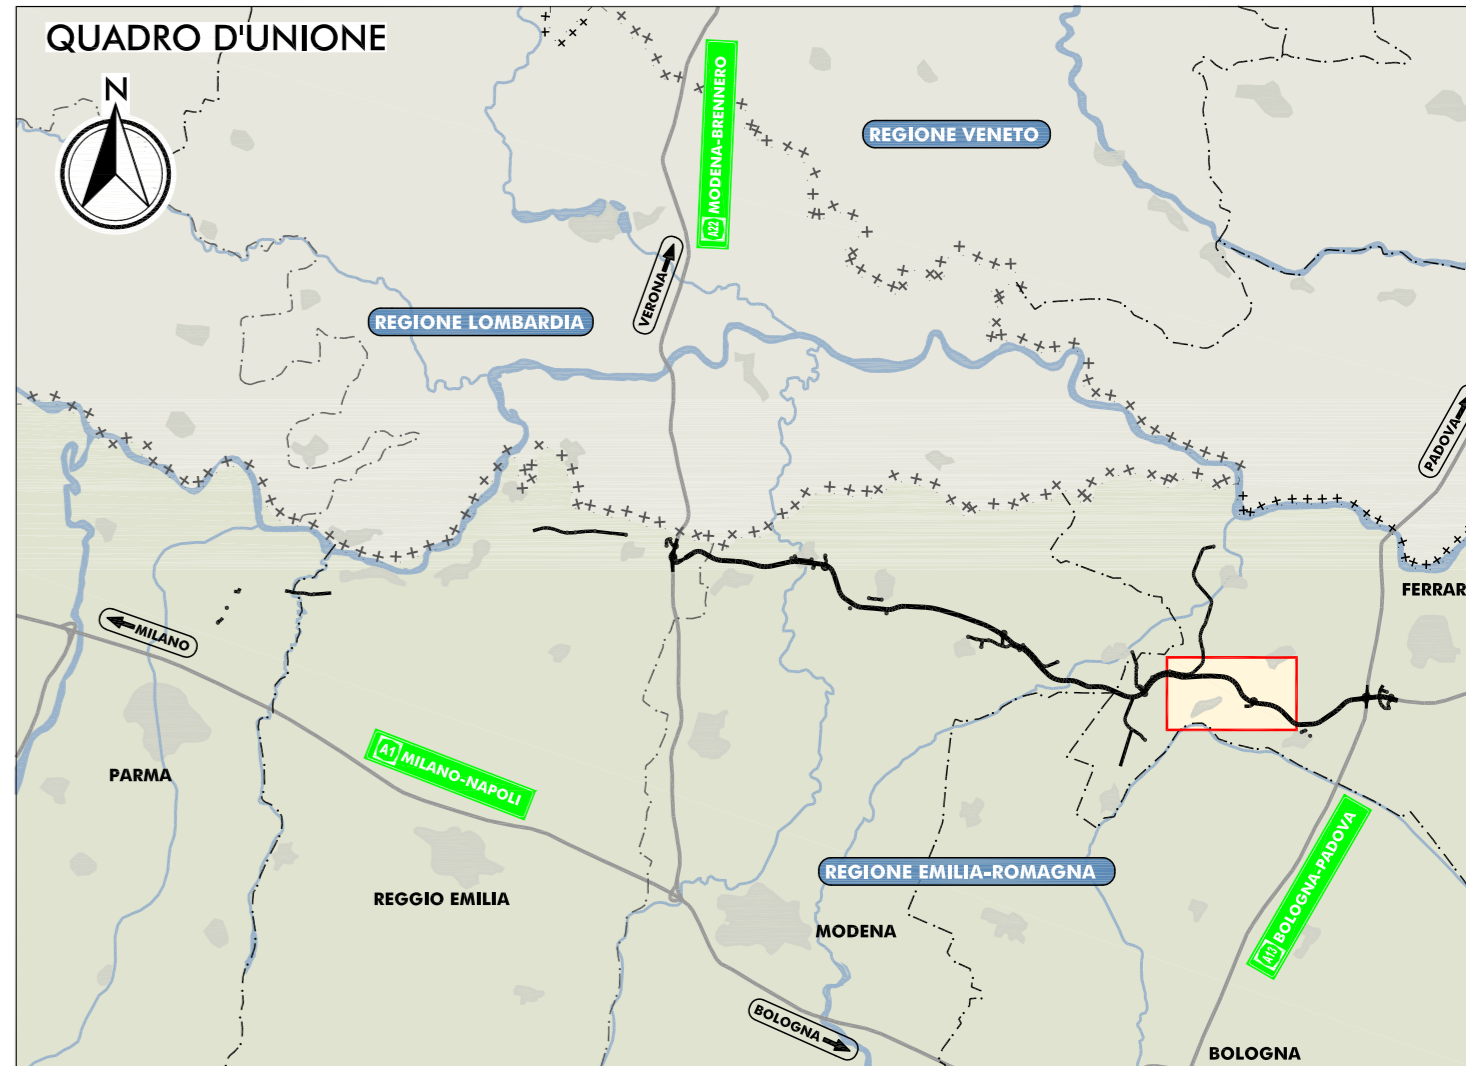 QUADRO D'UNIONE
N
A22 MODENA-BRENNERO
REGIONE VENETO
VERONA
REGIONE LOMBARDIA
PADOVA
FERRAR
MILANO
PARMA
A1 MILANO-NAPOLI
REGGIO EMILIA
REGIONE EMILIA-ROMAGNA
MODENA
A13 BOLOGNA-PADOVA
BOLOGNA
BOLOGNA